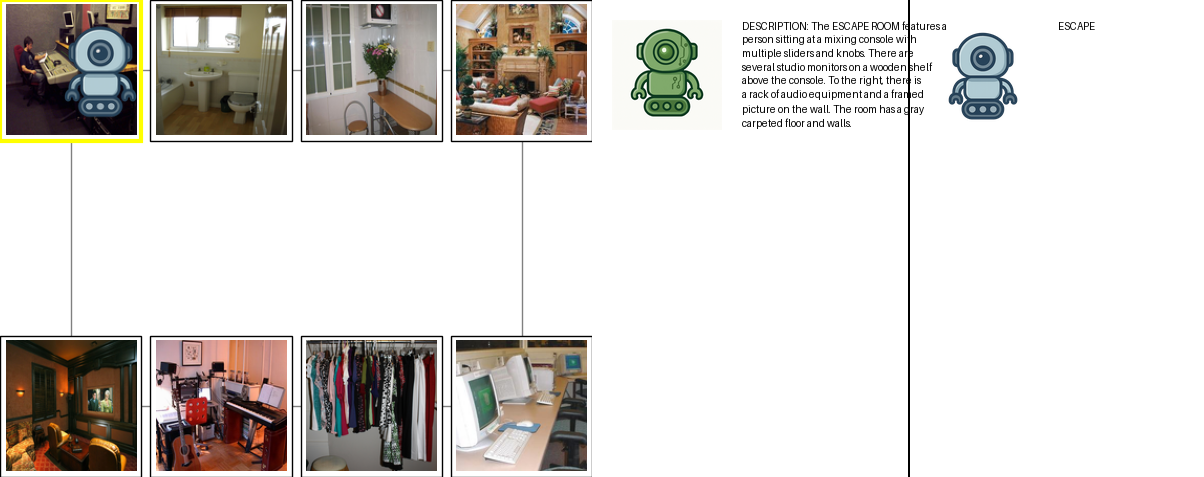 DESCRIPTION: The ESCAPE ROOM features a
person sitting at a mixing console with
multiple sliders and knobs. There are
several studio monitors on a wooden shelf
above the console. To the right, there is
a rack of audio equipment and a framed
picture on the wall. The room has a gray
carpeted floor and walls.
ESCAPE